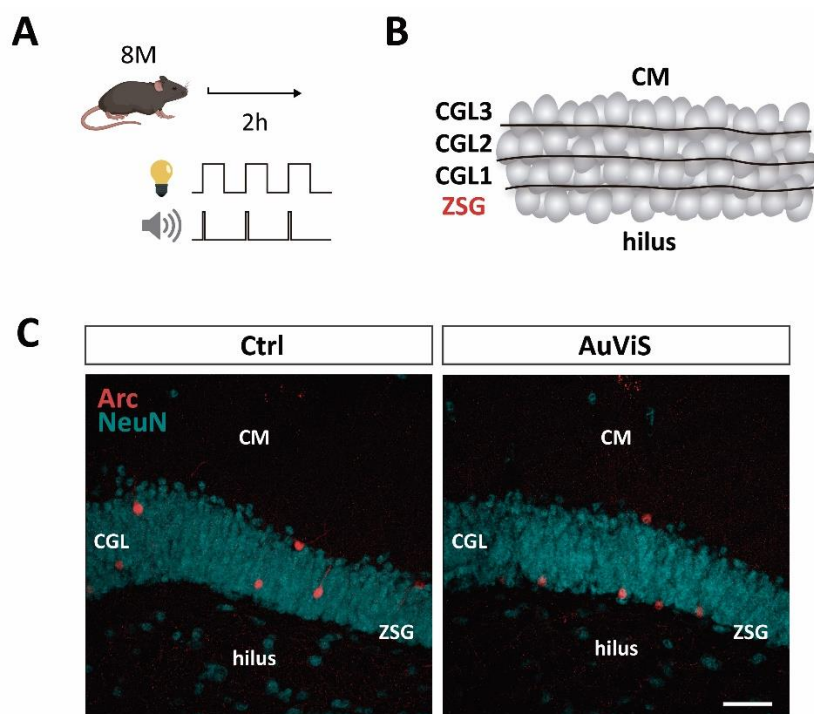 A
8M
2h
B
CM
CGL3
CGL2
CGL1
ZSG
hilus
C
Ctrl
AuViS
Arc
NeuN
CM
CGL
ZSG
hilus
CM
CGL
ZSG
hilus